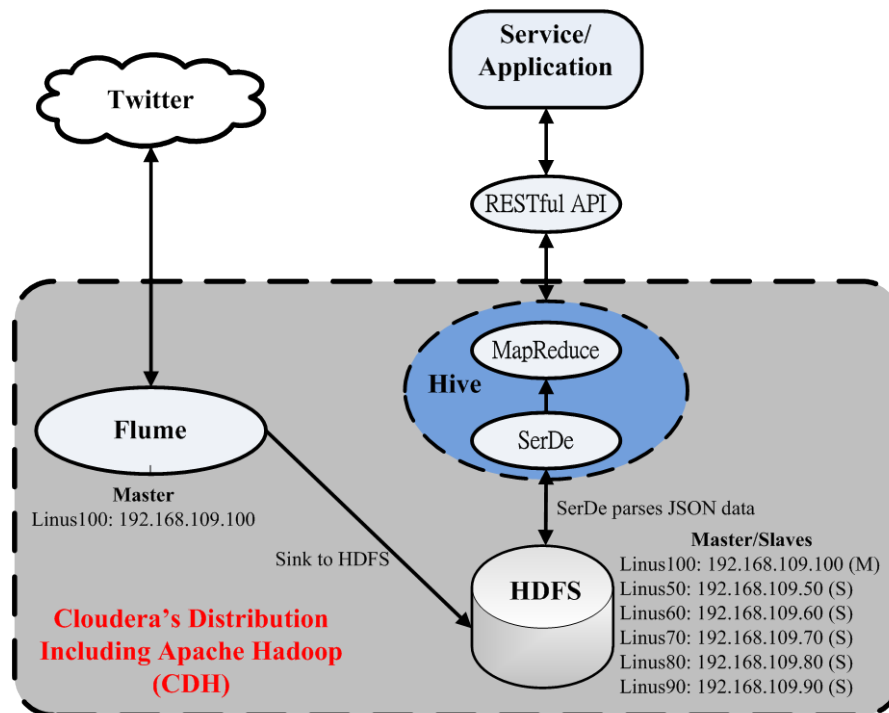 Service/
Application
Twitter
RESTful API
MapReduce
Hive
SerDe
Flume
Master
Linus100: 192.168.109.100
SerDe parses JSON data
Sink to HDFS
HDFS
Master/Slaves
Linus100: 192.168.109.100 (M)
Linus50: 192.168.109.50 (S)
Linus60: 192.168.109.60 (S)
Linus70: 192.168.109.70 (S)
Linus80: 192.168.109.80 (S)
Linus90: 192.168.109.90 (S)
Cloudera's Distribution
Including Apache Hadoop
(CDH)